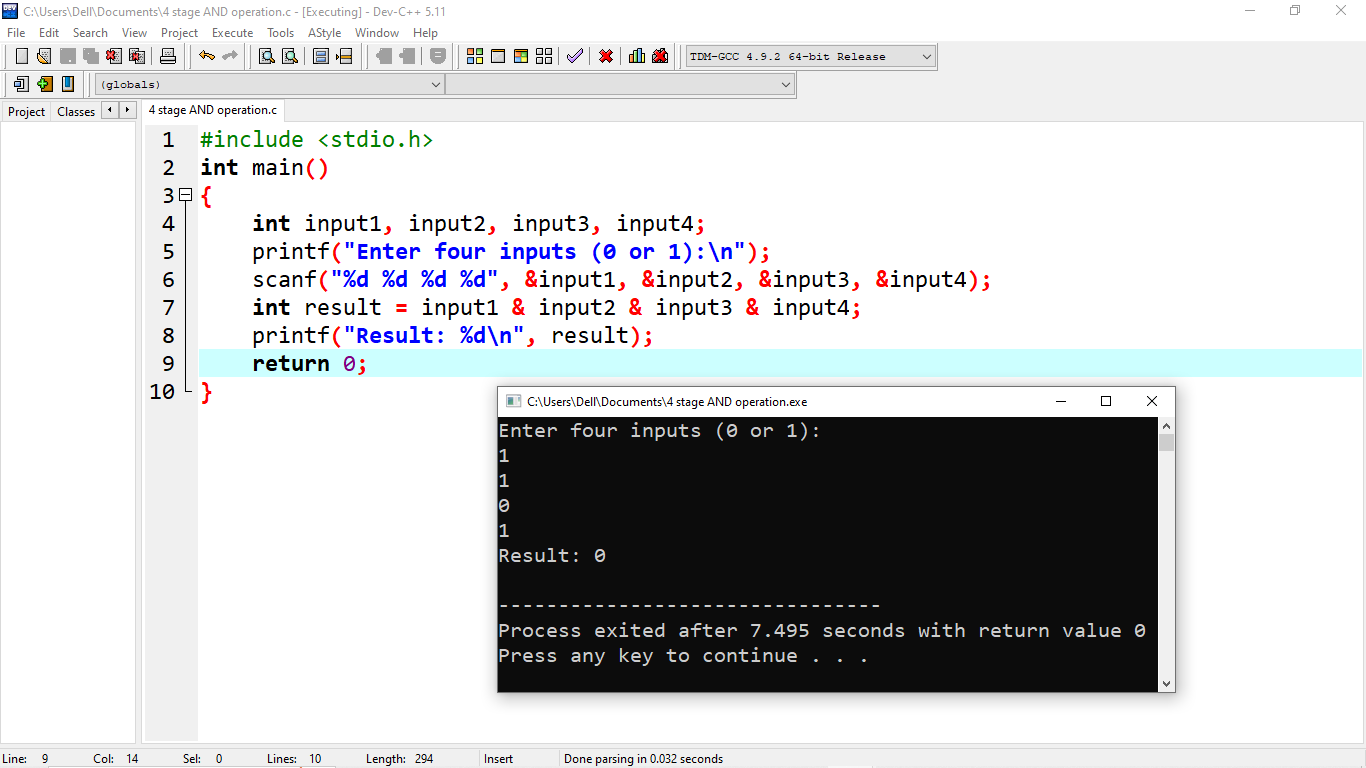 C:\Users\Dell\Documents\4 stage AND operation.c - [Executing] - Dev-C++ 5.11
File Edit Search View Project Execute Tools AStyle Window Help
TDM-GCC 4.9.2 64-bit Release
(globals)
Project Classes
4 stage AND operation.c
1 #include <stdio.h>
2 int main()
3 {
4 int input1, input2, input3, input4;
5 printf("Enter four inputs (0 or 1):\n");
6 scanf("%d %d %d %d", &input1, &input2, &input3, &input4);
7 int result = input1 & input2 & input3 & input4;
8 printf("Result: %d\n", result);
9 return 0;
10 }
C:\Users\Dell\Documents\4 stage AND operation.exe
Enter four inputs (0 or 1):
1
1
0
1
Result: 0
--------------------------------
Process exited after 7.495 seconds with return value 0
Press any key to continue . . .
Line: 9 Col: 14 Sel: 0 Lines: 10 Length: 294 Insert Done parsing in 0.032 seconds